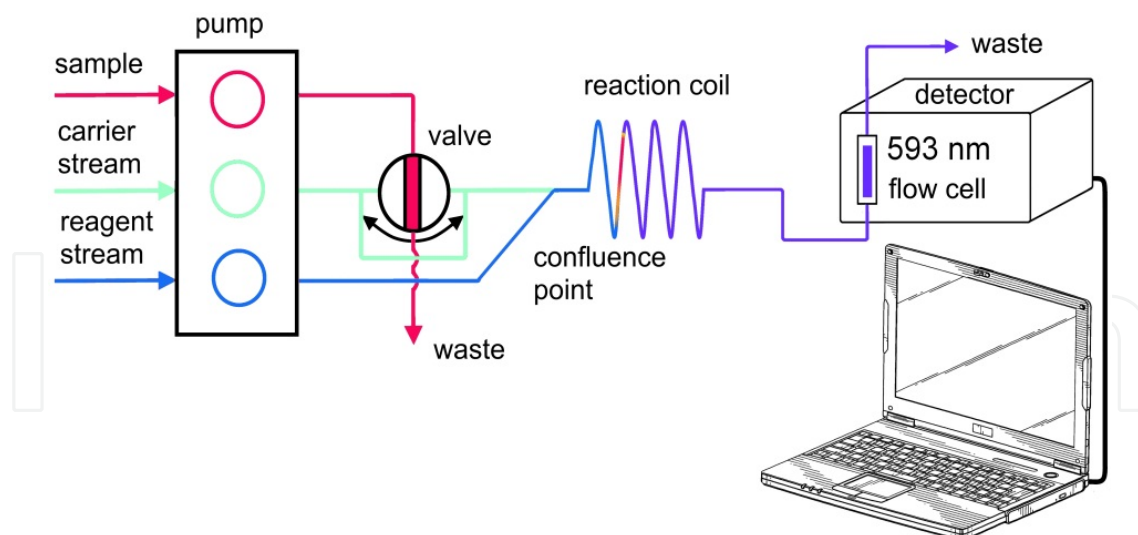 pump
sample
carrier
stream
reagent
stream
valve
waste
reaction coil
confluence
point
waste
detector
593 nm
flow cell